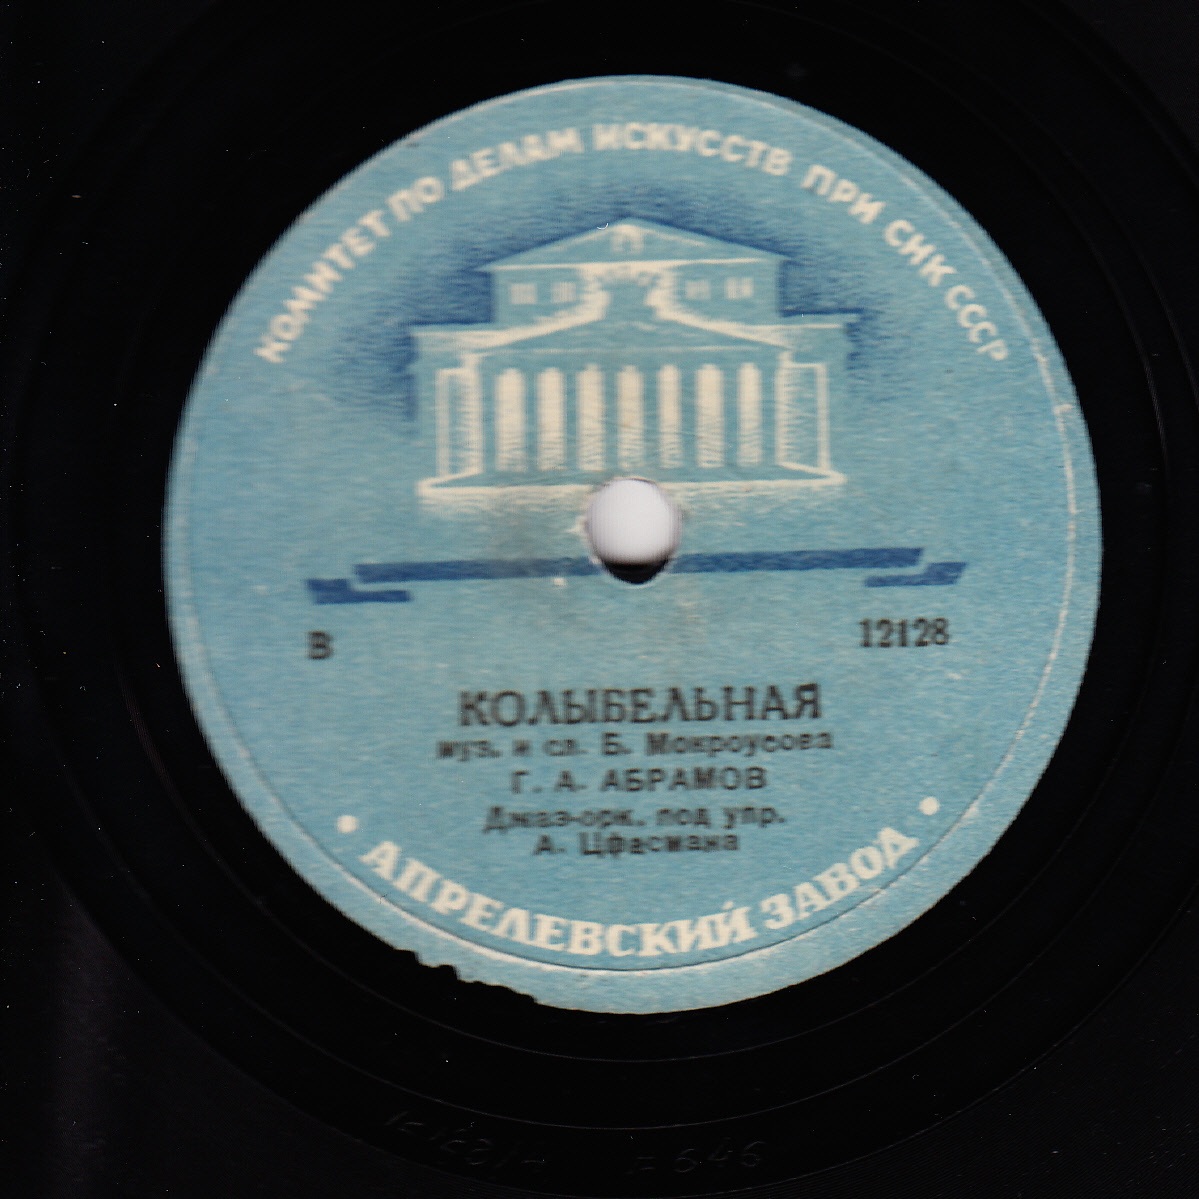 КОМИТЕТ ПО ДЕЛАМ ИСКУССТВ ПРИ СНК СССР
В 12128
КОЛЫБЕЛЬНАЯ
муз. и сл. Б. Мокроусова
Г. А. АБРАМОВ
Джаз-орк. под упр.
А. Цфасмана
• АПРЕЛЕВСКИЙ ЗАВОД •